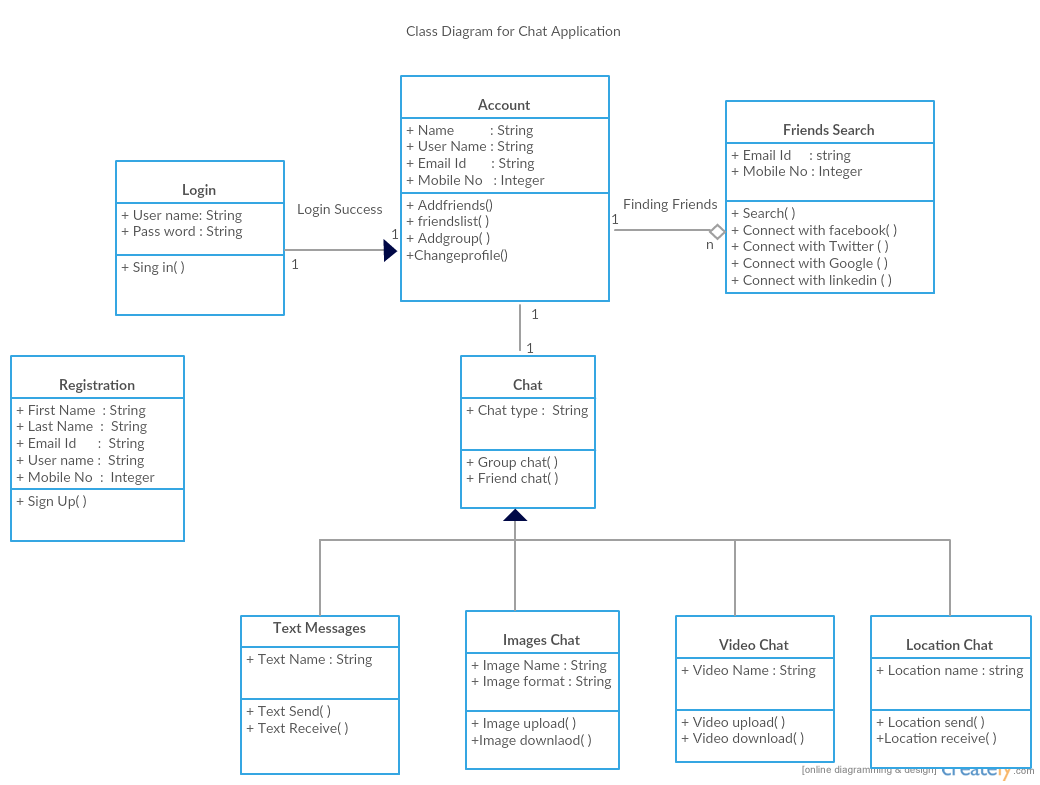 Class Diagram for Chat Application
Account
+ Name : String
+ User Name : String
+ Email Id : String
+ Mobile No : Integer
+ Addfriends()
+ friendslist( )
+ Addgroup( )
+Changeprofile()
Friends Search
+ Email Id : string
+ Mobile No : Integer
+ Search( )
+ Connect with facebook( )
+ Connect with Twitter ( )
+ Connect with Google ( )
+ Connect with linkedin ( )
Login
+ User name: String
+ Pass word : String
+ Sing in( )
Login Success
1
1
Finding Friends
1
n
1
1
Registration
+ First Name : String
+ Last Name : String
+ Email Id : String
+ User name : String
+ Mobile No : Integer
+ Sign Up( )
Chat
+ Chat type : String
+ Group chat( )
+ Friend chat( )
Text Messages
+ Text Name : String
+ Text Send( )
+ Text Receive( )
Images Chat
+ Image Name : String
+ Image format : String
+ Image upload( )
+Image downlaod( )
Video Chat
+ Video Name : String
+ Video upload( )
+ Video download( )
Location Chat
+ Location name : string
+ Location send( )
+Location receive( )
[online diagramming & design] creately.com